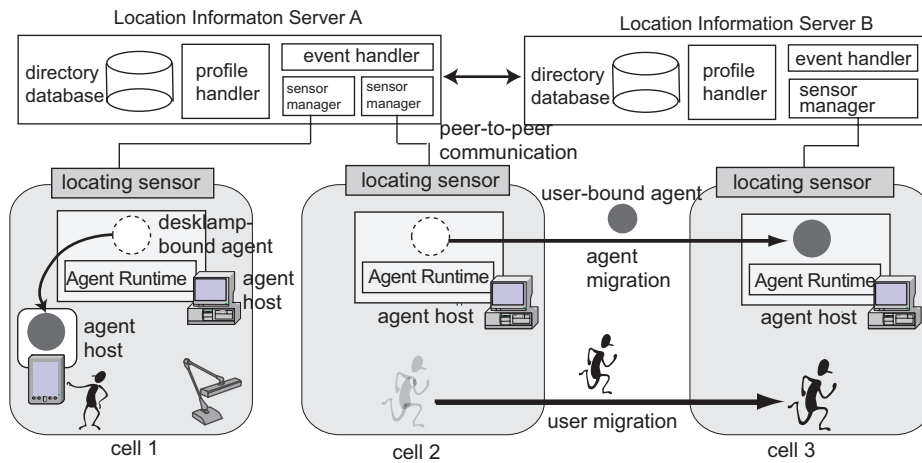 Location Informaton Server A
Location Information Server B
directory
database
profile
handler
event handler
sensor
manager
sensor
manager
directory
database
profile
handler
event handler
sensor
manager
peer-to-peer
communication
locating sensor
locating sensor
locating sensor
desklamp-
bound agent
Agent Runtime
agent
host
agent
host
cell 1
Agent Runtime
agent host
cell 2
user-bound agent
agent
migration
user migration
Agent Runtime
agent host
cell 3